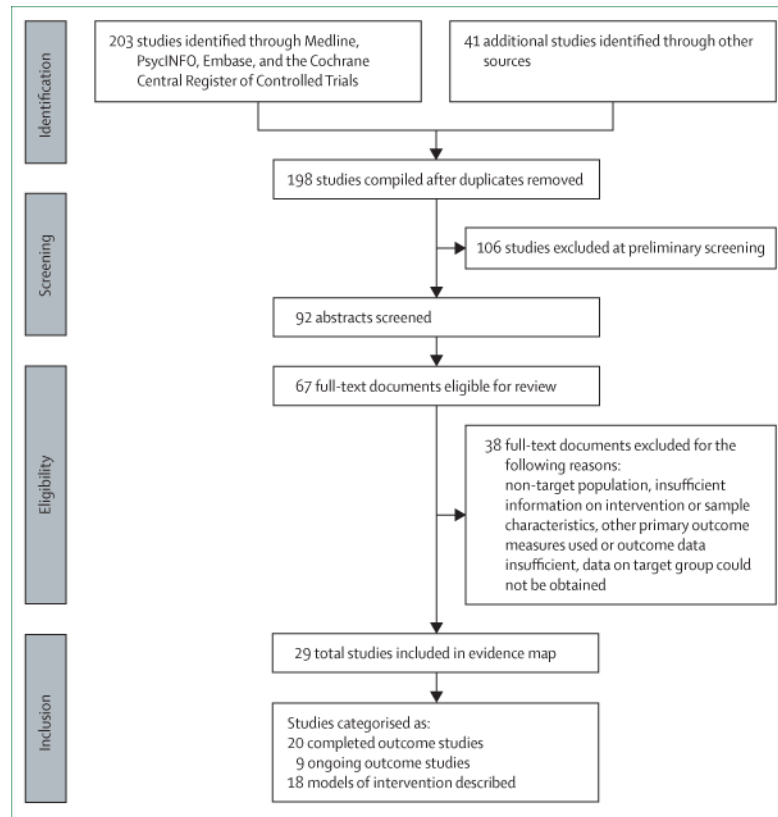 Identification
203 studies identified through Medline,
PsycINFO, Embase, and the Cochrane
Central Register of Controlled Trials
41 additional studies identified through other
sources
198 studies compiled after duplicates removed
Screening
106 studies excluded at preliminary screening
92 abstracts screened
Eligibility
67 full-text documents eligible for review
38 full-text documents excluded for the
following reasons:
non-target population, insufficient
information on intervention or sample
characteristics, other primary outcome
measures used or outcome data
insufficient, data on target group could
not be obtained
Inclusion
29 total studies included in evidence map
Studies categorised as:
20 completed outcome studies
9 ongoing outcome studies
18 models of intervention described